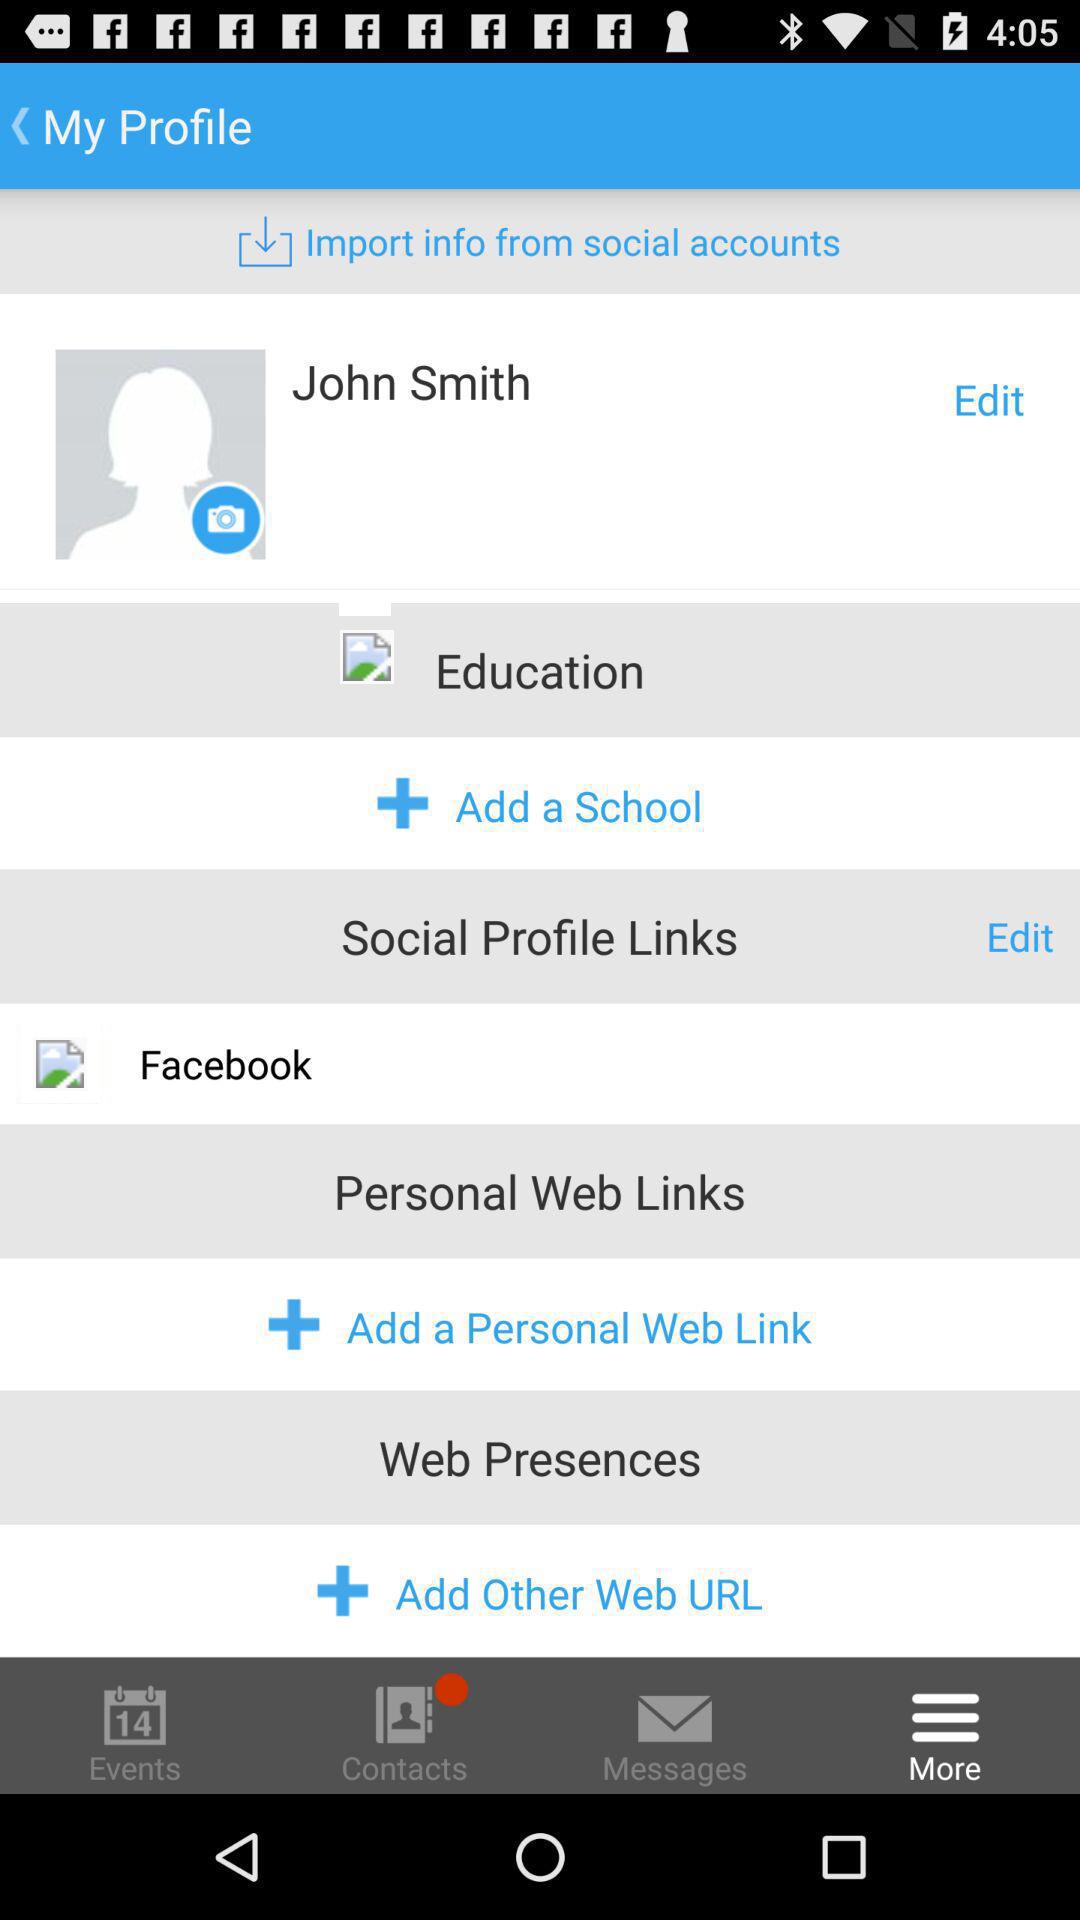 4:05
My Profile
Import info from social accounts
John Smith
Edit
Education
Add a School
Social Profile Links
Edit
Facebook
Personal Web Links
Add a Personal Web Link
Web Presences
Add Other Web URL
14
Events
Contacts
Messages
More